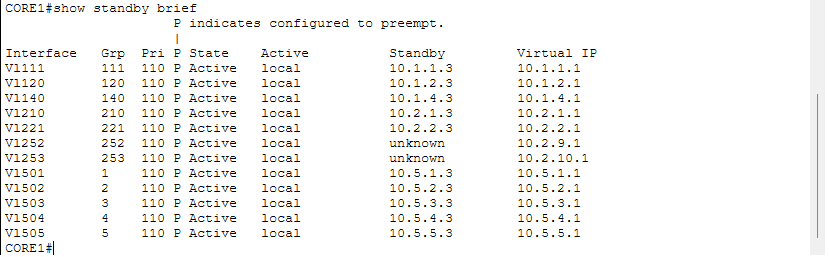 CORE1#show standby brief
P indicates configured to preempt.
|
Interface Grp Pri P State Active Standby Virtual IP
Vl111 111 110 P Active local 10.1.1.3 10.1.1.1
Vl120 120 110 P Active local 10.1.2.3 10.1.2.1
Vl140 140 110 P Active local 10.1.4.3 10.1.4.1
Vl210 210 110 P Active local 10.2.1.3 10.2.1.1
Vl221 221 110 P Active local 10.2.2.3 10.2.2.1
Vl252 252 110 P Active local unknown 10.2.9.1
Vl253 253 110 P Active local unknown 10.2.10.1
Vl501 1 110 P Active local 10.5.1.3 10.5.1.1
Vl502 2 110 P Active local 10.5.2.3 10.5.2.1
Vl503 3 110 P Active local 10.5.3.3 10.5.3.1
Vl504 4 110 P Active local 10.5.4.3 10.5.4.1
Vl505 5 110 P Active local 10.5.5.3 10.5.5.1
CORE1#